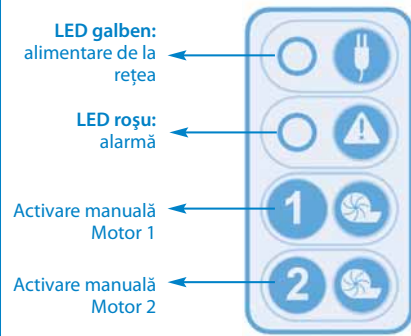 LED galben:
alimentare de la
rețea
LED roşu:
alarmă
Activare manuală
Motor 1
1
Activare manuală
Motor 2
2